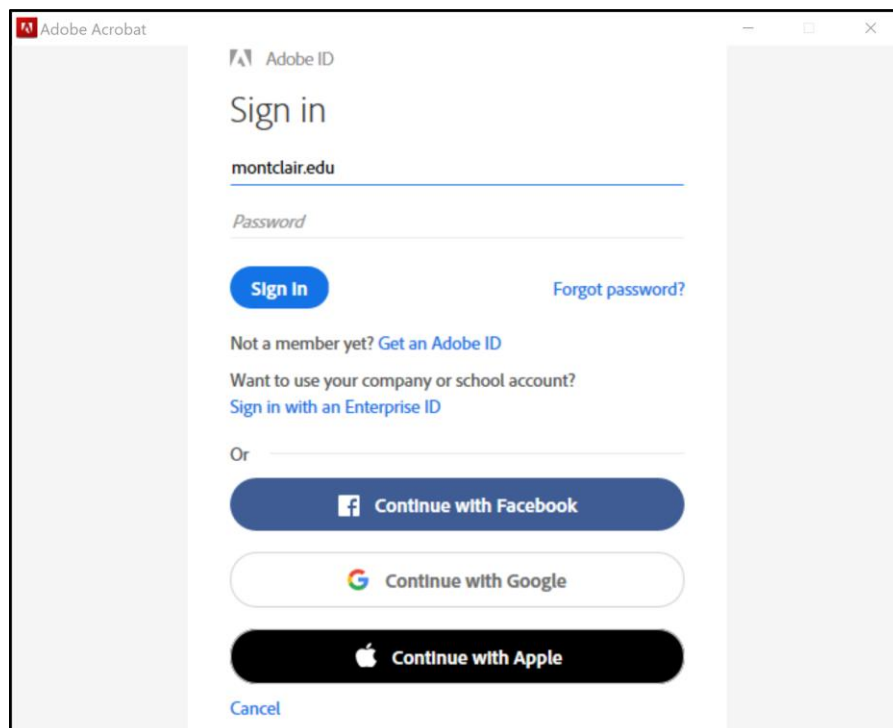 Adobe Acrobat
Adobe ID
Sign in
montclair.edu
Password
Sign In
Forgot password?
Not a member yet? Get an Adobe ID
Want to use your company or school account?
Sign in with an Enterprise ID
Or
Continue with Facebook
Continue with Google
Continue with Apple
Cancel